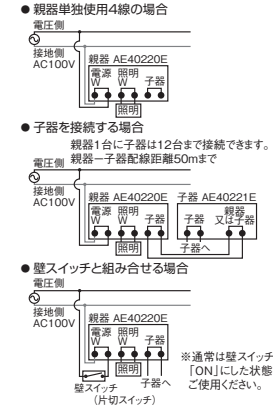 ● 親器単独使用4線の場合
電圧側
接地側
AC100V
親器 AE40220E
電源 照明 子器
W W
照明
● 子器を接続する場合
親器1台に子器は12台まで接続できます。
親器ー子器配線距離50mまで
電圧側
接地側
AC100V
親器 AE40220E 子器 AE40221E
電源 照明 子器
W W
子器 親器又は子器
照明
子器へ
● 壁スイッチと組み合せる場合
電圧側
接地側
AC100V
親器 AE40220E
電源 照明 子器
W W
照明
子器へ
壁スイッチ
(片切スイッチ)
※通常は壁スイッチ
「ON」にした状態
ご使用ください。